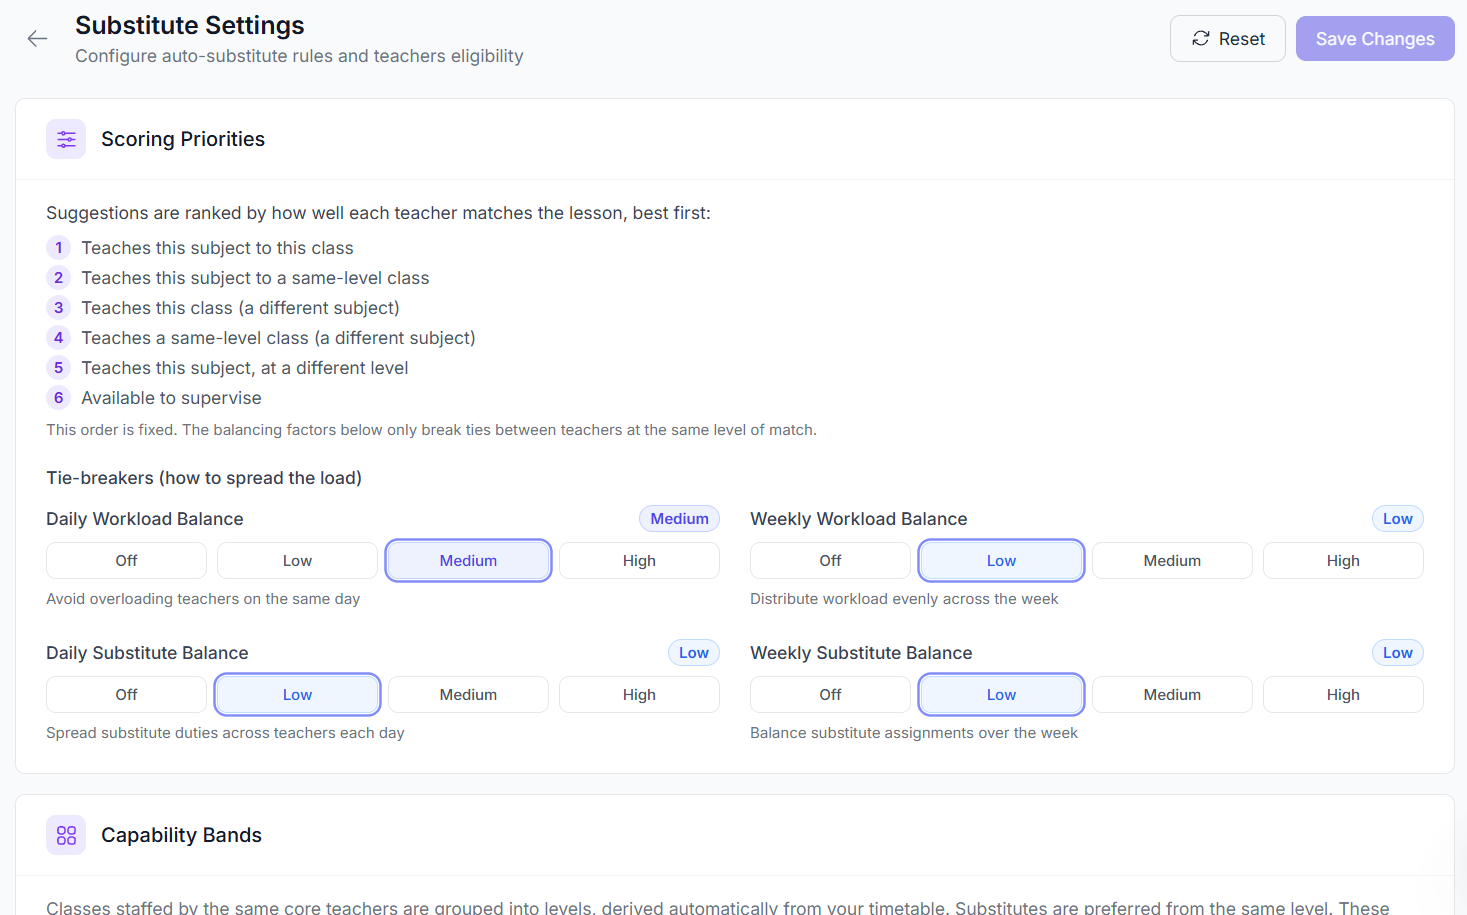 Substitute Settings
Configure auto-substitute rules and teachers eligibility
Reset
Save Changes
Scoring Priorities
Suggestions are ranked by how well each teacher matches the lesson, best first:
1 Teaches this subject to this class
2 Teaches this subject to a same-level class
3 Teaches this class (a different subject)
4 Teaches a same-level class (a different subject)
5 Teaches this subject, at a different level
6 Available to supervise
This order is fixed. The balancing factors below only break ties between teachers at the same level of match.
Tie-breakers (how to spread the load)
Daily Workload Balance Medium
Off Low Medium High
Avoid overloading teachers on the same day
Weekly Workload Balance Low
Off Low Medium High
Distribute workload evenly across the week
Daily Substitute Balance Low
Off Low Medium High
Spread substitute duties across teachers each day
Weekly Substitute Balance Low
Off Low Medium High
Balance substitute assignments over the week
Capability Bands
Classes staffed by the same core teachers are grouped into levels, derived automatically from your timetable. Substitutes are preferred from the same level. These